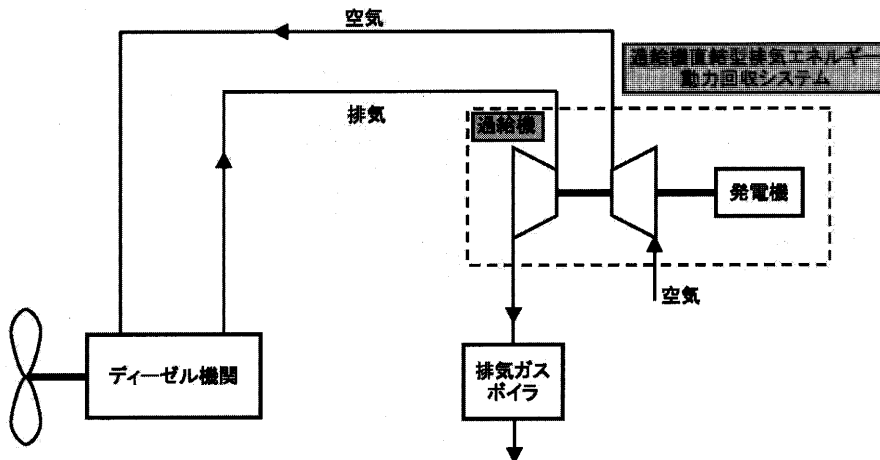 空気
過給機直結型排気エネルギー
動力回収システム
排気
過給機
発電機
空気
ディーゼル機関
排気ガス
ボイラ